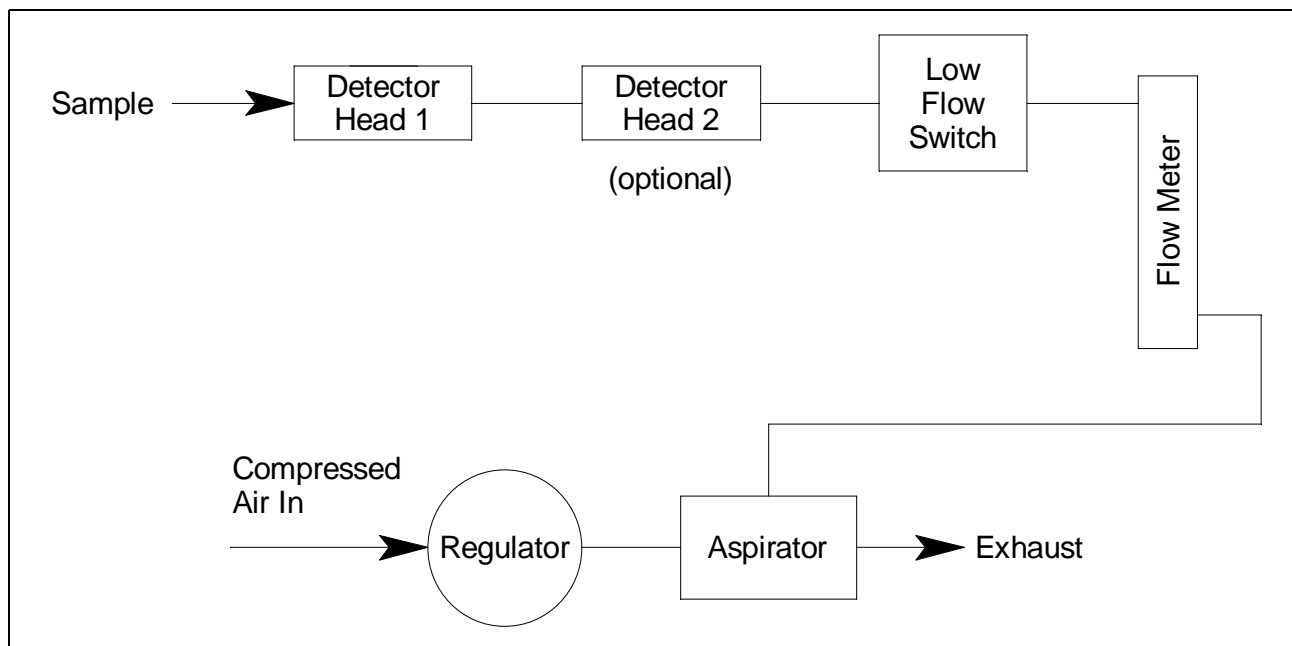 Sample
Detector
Head 1
Detector
Head 2
(optional)
Low
Flow
Switch
Flow Meter
Compressed
Air In
Regulator
Aspirator
Exhaust